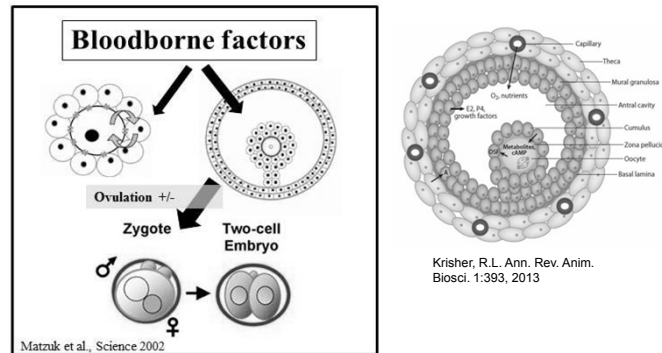 Bloodborne factors
Ovulation +/-
Zygote
Two-cell
Embryo
♂
♀
Matzuk et al., Science 2002
Capillary
Theca
Mural granulosa
O2, nutrients
E2, P4,
growth factors
Antral cavity
Cumulus
Metabolites,
cAMP
OSF
Zona pellucida
Oocyte
Basal lamina
Krisher, R.L. Ann. Rev. Anim.
Biosci. 1:393, 2013